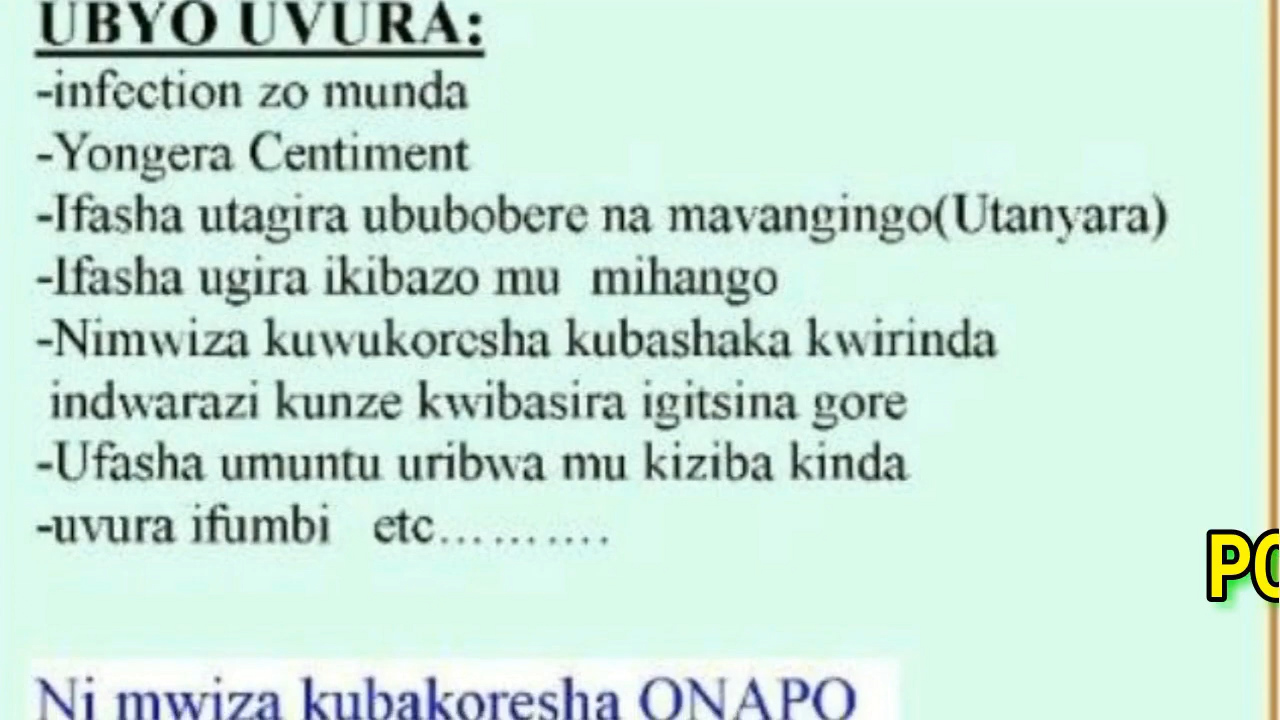 UBYO UVURA:
-infection zo munda
-Yongera Centiment
-Ifasha utagira ububobere na mavangingo(Utanyara)
-Ifasha ugira ikibazo mu mihango
-Nimwiza kuwukoresha kubashaka kwirinda
indwarazi kunze kwibasira igitsina gore
-Ufasha umuntu uribwa mu kiziba kinda
-uvura ifumbi etc..........
PO
Ni mwiza kubakoresha ONAPO